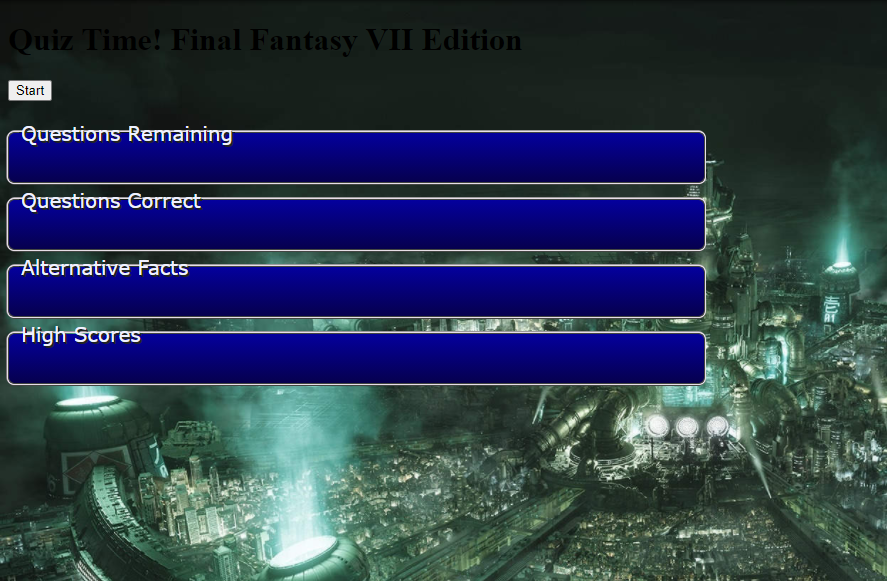 Quiz Time! Final Fantasy VII Edition
Start
Questions Remaining
Questions Correct
Alternative Facts
High Scores